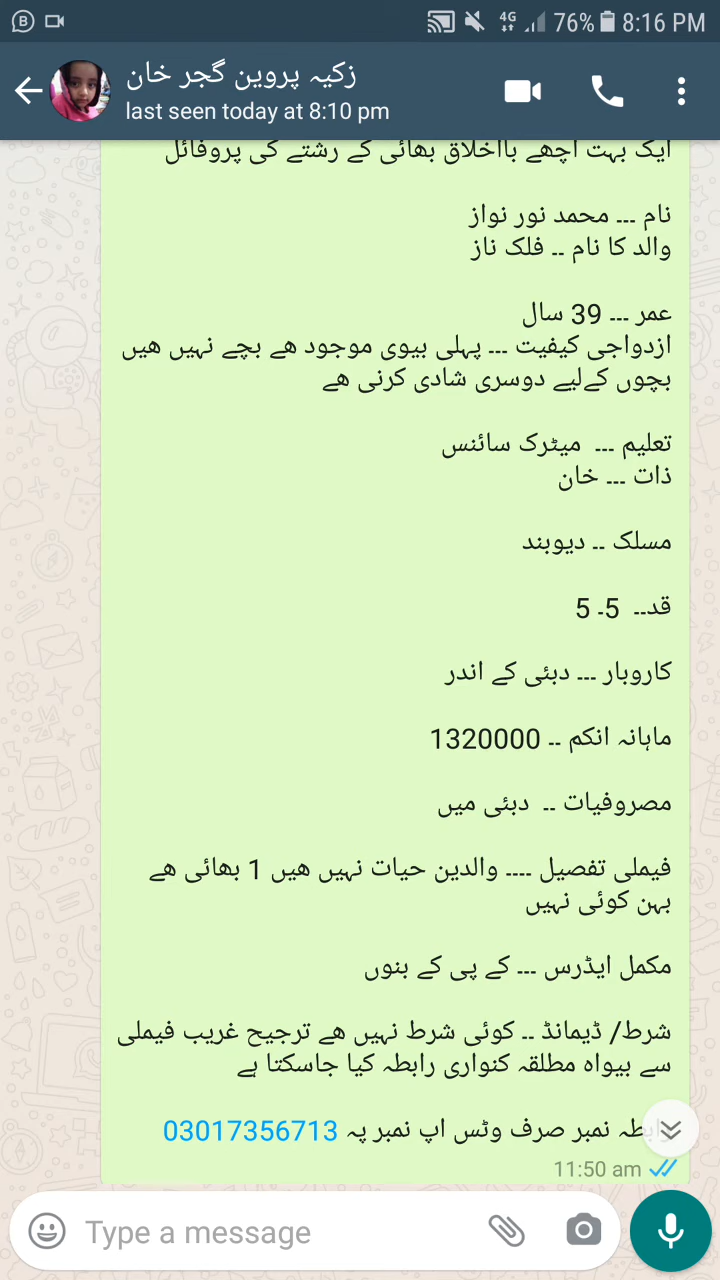 4G 76% 8:16 PM
زکیہ پروین گجر خان
last seen today at 8:10 pm
ایک بہت اچھے بااخلاق بھائی کے رشتے کی پروفائل
نام --- محمد نور نواز
والد کا نام -- فلک ناز
عمر --- 39 سال
ازدواجی کیفیت --- پہلی بیوی موجود ھے بچے نہیں ھیں
بچوں کےلیے دوسری شادی کرنی ھے
تعلیم --- میٹرک سائنس
ذات --- خان
مسلک -- دیوبند
قد-- 5- 5
کاروبار --- دبئی کے اندر
ماہانہ انکم -- 1320000
مصروفیات -- دبئی میں
فیملی تفصیل ---- والدین حیات نہیں ھیں 1 بھائی ھے
بہن کوئی نہیں
مکمل ایڈرس --- کے پی کے بنوں
شرط/ ڈیمانڈ -- کوئی شرط نہیں ھے ترجیح غریب فیملی
سے بیواہ مطلقہ کنواری رابطہ کیا جاسکتا ہے
رابطہ نمبر صرف وٹس اپ نمبر پہ 03017356713
11:50 am
Type a message